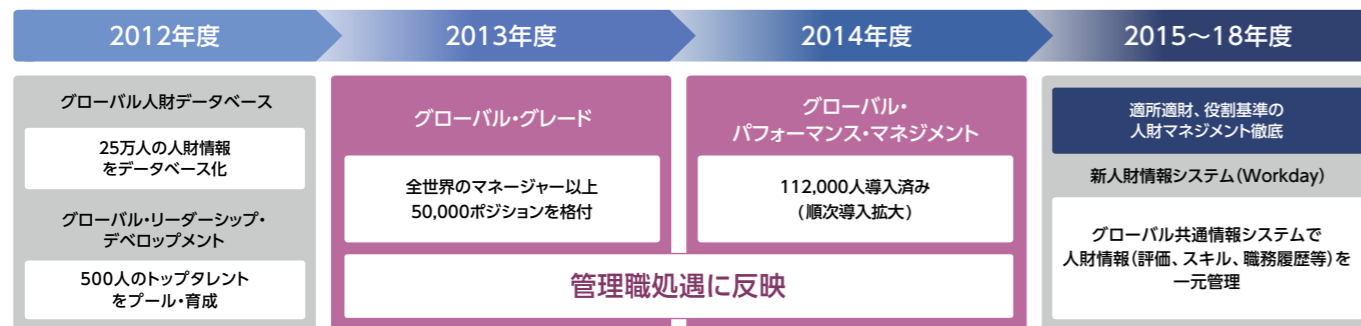 2012年度
2013年度
2014年度
2015～18年度
グローバル人財データベース
25万人の人財情報
をデータベース化
グローバル・リーダーシップ・
デベロップメント
500人のトップタレント
をプール・育成
グローバル・グレード
全世界のマネージャー以上
50,000ポジションを格付
グローバル・
パフォーマンス・マネジメント
112,000人導入済み
(順次導入拡大)
管理職処遇に反映
適所適財、役割基準の
人財マネジメント徹底
新人財情報システム(Workday)
グローバル共通情報システムで
人財情報(評価、スキル、職務履歴等)を
一元管理